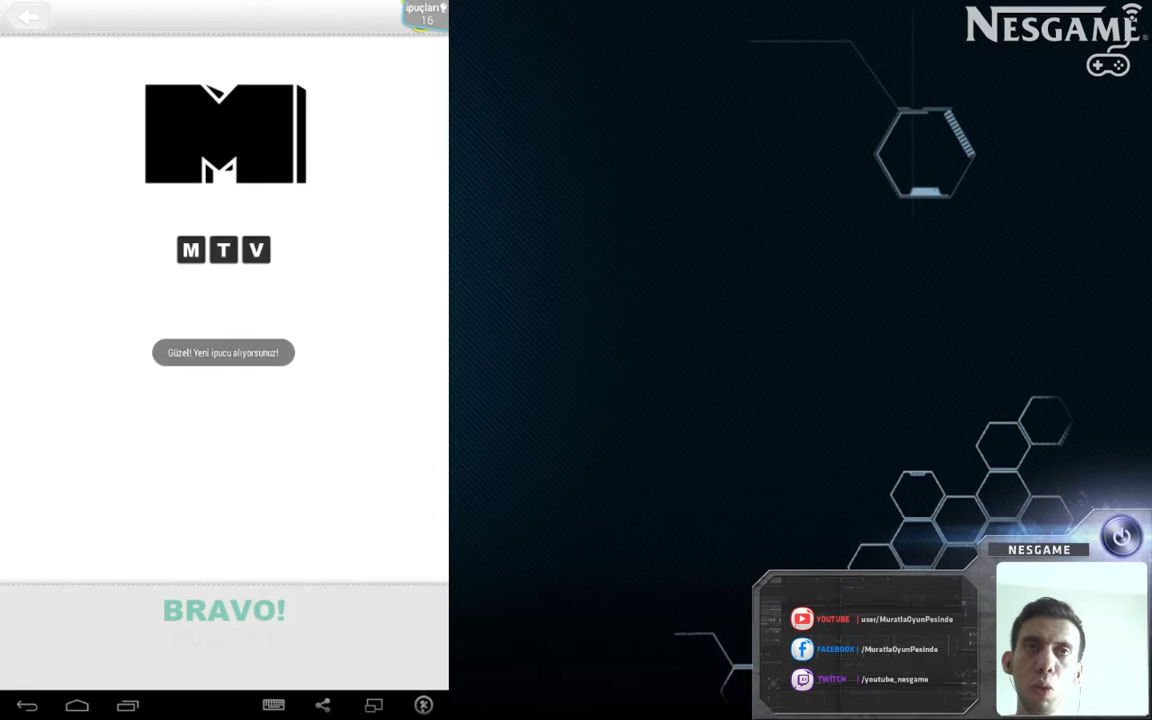 ipuçları
16
NESGAME
M T V
Güzel! Yeni ipucu alıyorsunuz!
BRAVO!
NESGAME
YOUTUBE | user/MuratlaOyunPesinde
FACEBOOK | /MuratlaOyunPesinde
TWITCH | /youtube_nesgame